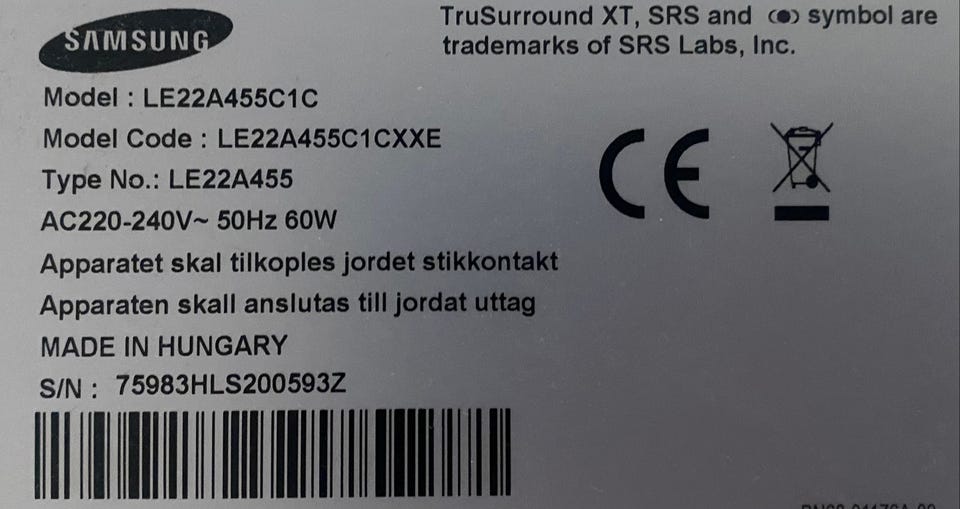 SAMSUNG
TruSurround XT, SRS and (●) symbol are
trademarks of SRS Labs, Inc.
Model : LE22A455C1C
Model Code : LE22A455C1CXXE
Type No.: LE22A455
AC220-240V~ 50Hz 60W
Apparatet skal tilkoples jordet stikkontakt
Apparaten skall anslutas till jordat uttag
MADE IN HUNGARY
S/N : 75983HLS200593Z
CE